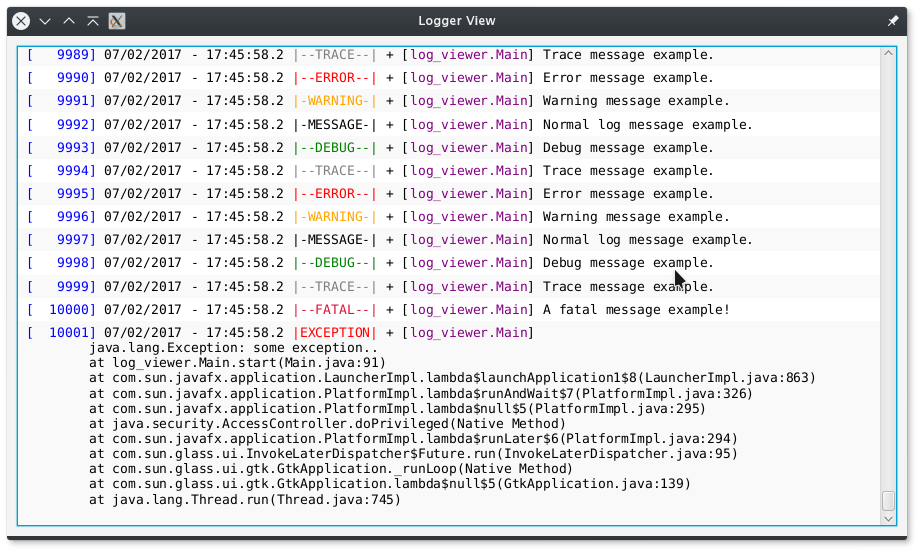 Logger View
[   9989] 07/02/2017 - 17:45:58.2 |--TRACE--| + [log_viewer.Main] Trace message example.
[   9990] 07/02/2017 - 17:45:58.2 |--ERROR--| + [log_viewer.Main] Error message example.
[   9991] 07/02/2017 - 17:45:58.2 |-WARNING-| + [log_viewer.Main] Warning message example.
[   9992] 07/02/2017 - 17:45:58.2 |-MESSAGE-| + [log_viewer.Main] Normal log message example.
[   9993] 07/02/2017 - 17:45:58.2 |--DEBUG--| + [log_viewer.Main] Debug message example.
[   9994] 07/02/2017 - 17:45:58.2 |--TRACE--| + [log_viewer.Main] Trace message example.
[   9995] 07/02/2017 - 17:45:58.2 |--ERROR--| + [log_viewer.Main] Error message example.
[   9996] 07/02/2017 - 17:45:58.2 |-WARNING-| + [log_viewer.Main] Warning message example.
[   9997] 07/02/2017 - 17:45:58.2 |-MESSAGE-| + [log_viewer.Main] Normal log message example.
[   9998] 07/02/2017 - 17:45:58.2 |--DEBUG--| + [log_viewer.Main] Debug message example.
[   9999] 07/02/2017 - 17:45:58.2 |--TRACE--| + [log_viewer.Main] Trace message example.
[  10000] 07/02/2017 - 17:45:58.2 |--FATAL--| + [log_viewer.Main] A fatal message example!
[  10001] 07/02/2017 - 17:45:58.2 |EXCEPTION| + [log_viewer.Main]
java.lang.Exception: some exception..
at log_viewer.Main.start(Main.java:91)
at com.sun.javafx.application.LauncherImpl.lambda$launchApplication1$8(LauncherImpl.java:863)
at com.sun.javafx.application.PlatformImpl.lambda$runAndWait$7(PlatformImpl.java:326)
at com.sun.javafx.application.PlatformImpl.lambda$null$5(PlatformImpl.java:295)
at java.security.AccessController.doPrivileged(Native Method)
at com.sun.javafx.application.PlatformImpl.lambda$runLater$6(PlatformImpl.java:294)
at com.sun.glass.ui.InvokeLaterDispatcher$Future.run(InvokeLaterDispatcher.java:95)
at com.sun.glass.ui.gtk.GtkApplication._runLoop(Native Method)
at com.sun.glass.ui.gtk.GtkApplication.lambda$null$5(GtkApplication.java:139)
at java.lang.Thread.run(Thread.java:745)